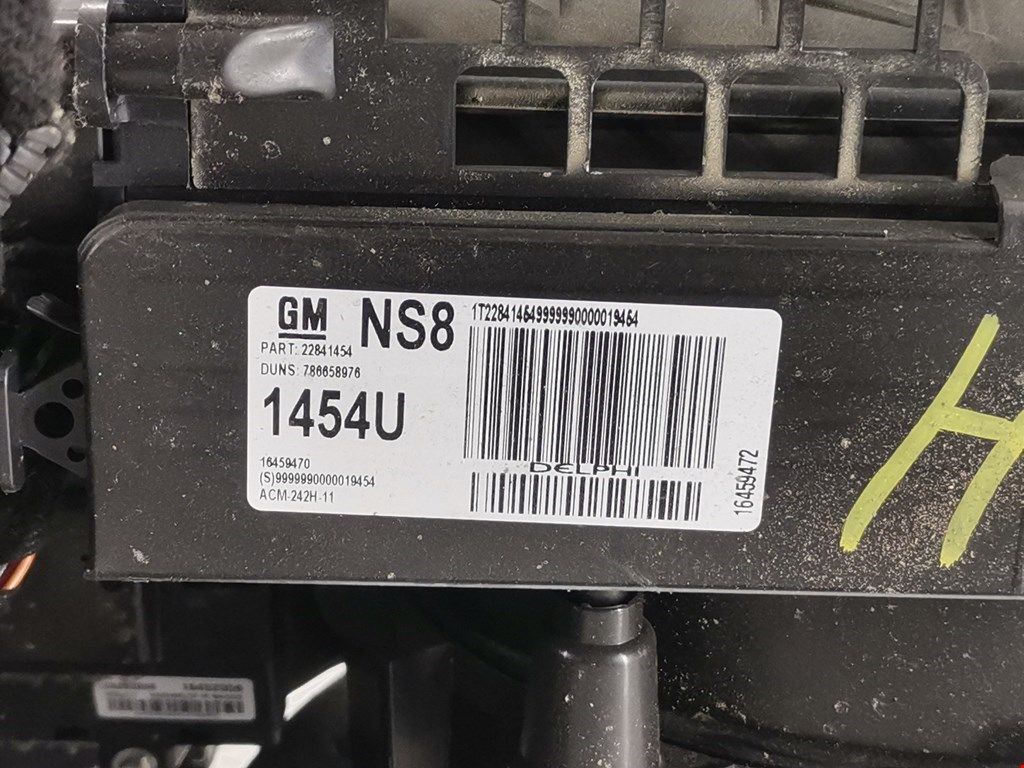 GM NS8
1T228414549999990000019454
PART: 22841454
DUNS: 786658976
1454U
16459470
(S)9999990000019454
ACM-242H-11
DELPHI
16459472
H